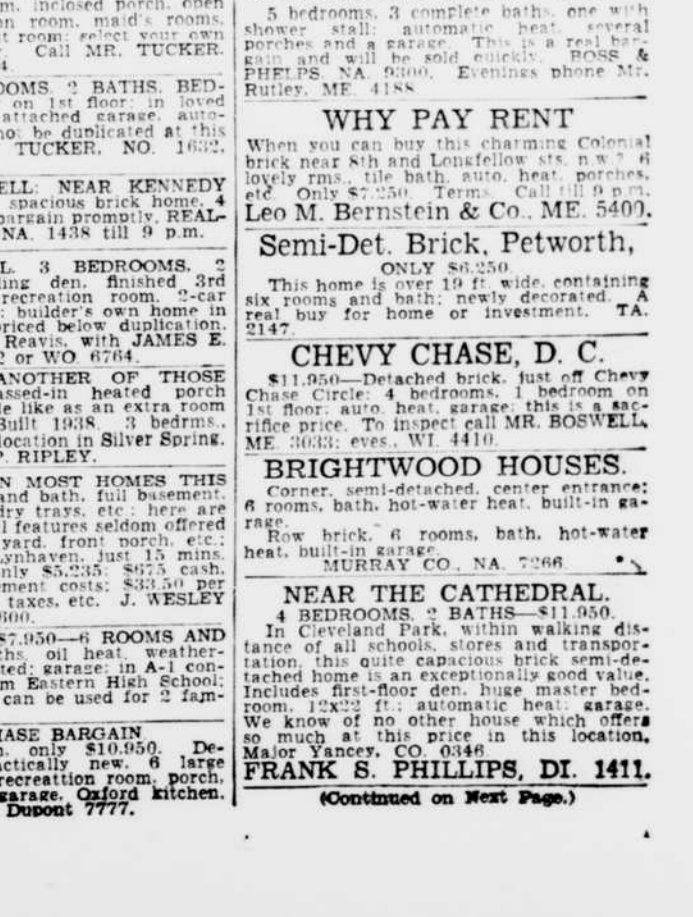 m. inclosed porch. open
on room. maid's rooms.
t room: select your own
Call MR. TUCKER.
4
OOMS. 2 BATHS. BED-
on 1st floor: in loved
attached garage. auto-
not be duplicated at this
TUCKER. NO. 1632.
ELL: NEAR KENNEDY
spacious brick home. 4
bargain promptly. REAL-
NA. 1438 till 9 p.m.
L. 3 BEDROOMS. 2
ing den. finished 3rd
recreation room. 2-car
: builder's own home in
priced below duplication.
Reavis. with JAMES E.
2 or WO. 6764.
ANOTHER OF THOSE
assed-in heated porch
le like as an extra room
Built 1938. 3 bedrms..
location in Silver Spring.
P. RIPLEY.
N MOST HOMES THIS
and bath. full basement.
dry trays. etc.: here are
l features seldom offered
yard. front porch. etc.:
ynhaven. Just 15 mins.
nly $5,235: $675 cash.
ment costs: $33.50 per
taxes, etc. J. WESLEY
600.
$7.950—6 ROOMS AND
ths. oil heat. weather-
ted: garage: in A-1 con-
m Eastern High School:
can be used for 2 fam-
ASE BARGAIN
only $10.950. De-
actically new. 6 large
recreattion room. porch.
garage. Oxford kitchen.
Dupont 7777.
5 bedrooms. 3 complete baths. one with
shower stall: automatic heat. several
porches and a garage. This is a real bar-
gain and will be sold quickly. BOSS &
PHELPS. NA. 9300. Evenings phone Mr.
Rutley. ME. 4188
WHY PAY RENT
When you can buy this charming Colonial
brick near 8th and Longfellow sts. n.w.? 6
lovely rms., tile bath. auto. heat. porches.
etc. Only $7.250. Terms. Call till 9 p.m.
Leo M. Bernstein & Co., ME. 5400.
Semi-Det. Brick, Petworth,
ONLY $6.250.
This home is over 19 ft. wide. containing
six rooms and bath: newly decorated. A
real buy for home or investment. TA.
2147.
CHEVY CHASE, D. C.
$11.950—Detached brick. just off Chevy
Chase Circle: 4 bedrooms. 1 bedroom on
1st floor: auto. heat. garage: this is a sac-
rifice price. To inspect call MR. BOSWELL,
ME. 3033: eves., WI. 4410.
BRIGHTWOOD HOUSES.
Corner, semi-detached. center entrance:
6 rooms. bath. hot-water heat. built-in ga-
rage.
Row brick. 6 rooms, bath. hot-water
heat. built-in garage.
MURRAY CO., NA. 7266.
NEAR THE CATHEDRAL.
4 BEDROOMS. 2 BATHS—$11.950.
In Cleveland Park. within walking dis-
tance of all schools. stores and transpor-
tation. this quite capacious brick semi-de-
tached home is an exceptionally good value.
Includes first-floor den. huge master bed-
room. 12x22 ft.: automatic heat: garage.
We know of no other house which offers
so much at this price in this location.
Major Yancey, CO. 0346.
FRANK S. PHILLIPS, DI. 1411.
(Continued on Next Page.)